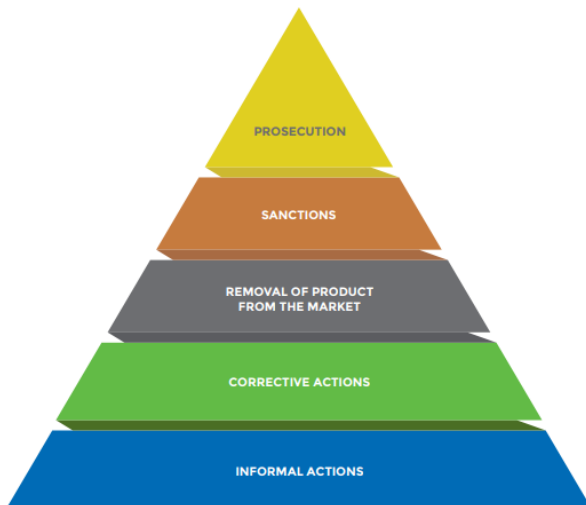 PROSECUTION
SANCTIONS
REMOVAL OF PRODUCT
FROM THE MARKET
CORRECTIVE ACTIONS
INFORMAL ACTIONS